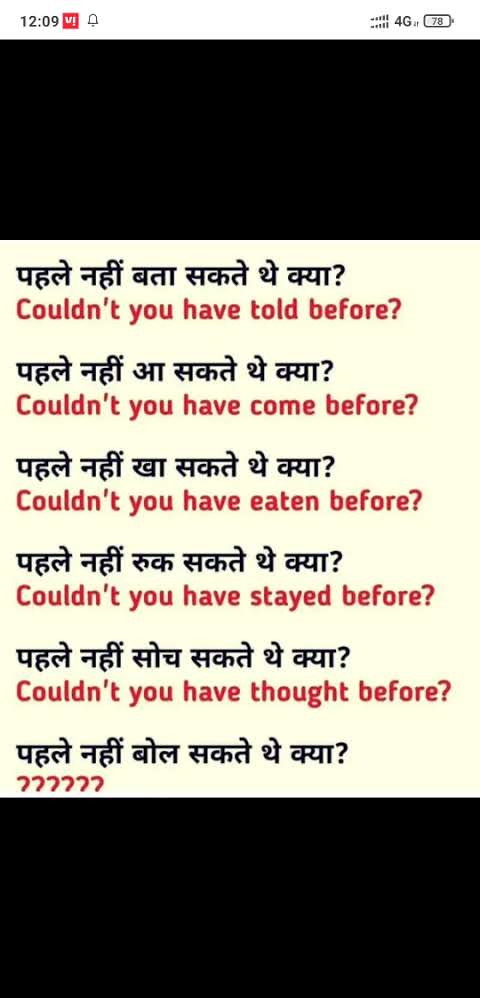 12:09 V! 4G 78
पहले नहीं बता सकते थे क्या?
Couldn't you have told before?
पहले नहीं आ सकते थे क्या?
Couldn't you have come before?
पहले नहीं खा सकते थे क्या?
Couldn't you have eaten before?
पहले नहीं रुक सकते थे क्या?
Couldn't you have stayed before?
पहले नहीं सोच सकते थे क्या?
Couldn't you have thought before?
पहले नहीं बोल सकते थे क्या?
??????